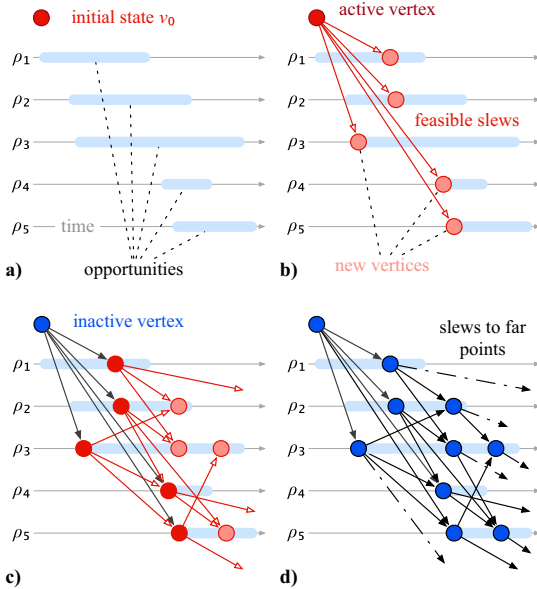 initial state v₀
ρ₁
ρ₂
ρ₃
ρ₄
ρ₅
time
opportunities
a)
active vertex
ρ₁
ρ₂
ρ₃
ρ₄
ρ₅
feasible slews
new vertices
b)
inactive vertex
ρ₁
ρ₂
ρ₃
ρ₄
ρ₅
c)
slews to far
points
ρ₁
ρ₂
ρ₃
ρ₄
ρ₅
d)